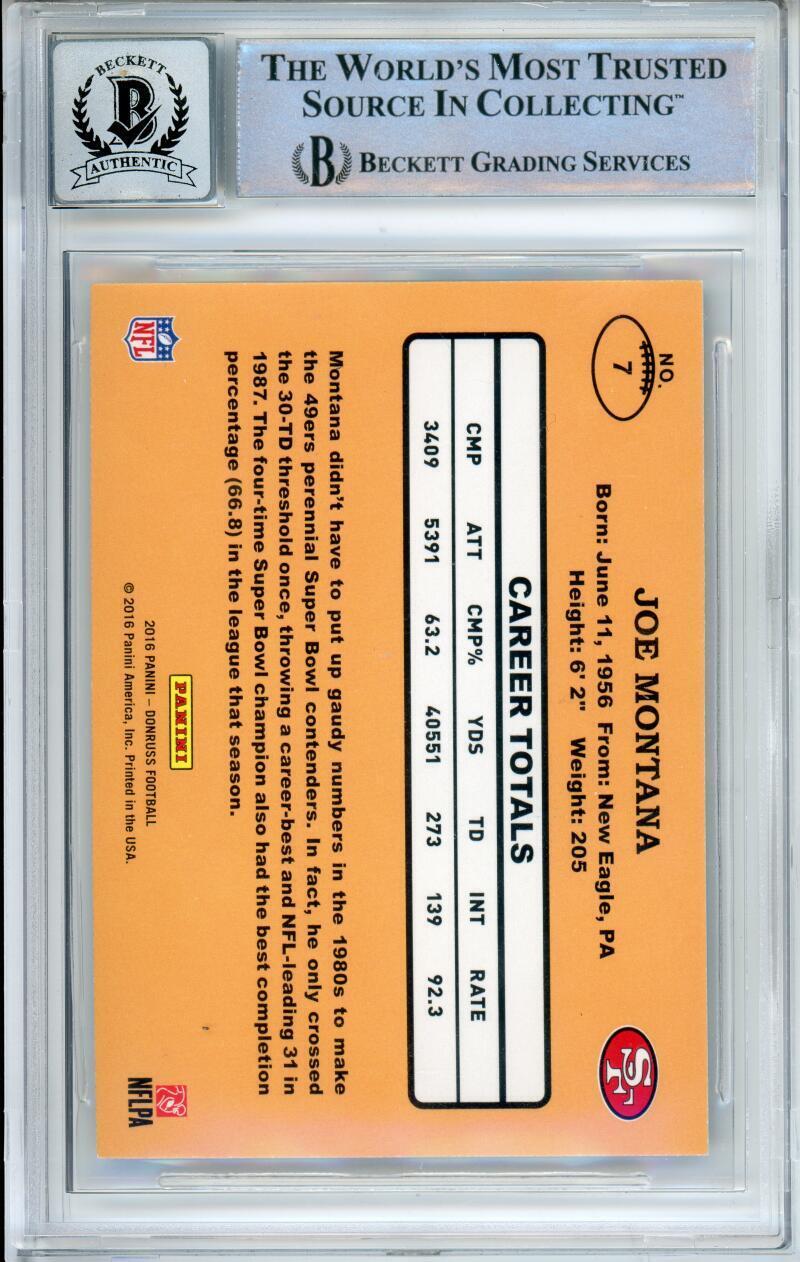 BECKETT
B
AUTHENTIC
THE WORLD'S MOST TRUSTED
SOURCE IN COLLECTING™
B BECKETT GRADING SERVICES
NO.
7
JOE MONTANA
Born: June 11, 1956 From: New Eagle, PA
Height: 6' 2" Weight: 205
SF
CAREER TOTALS
CMP ATT CMP% YDS TD INT RATE
3409 5391 63.2 40551 273 139 92.3
Montana didn't have to put up gaudy numbers in the 1980s to make
the 49ers perennial Super Bowl contenders. In fact, he only crossed
the 30-TD threshold once, throwing a career-best and NFL-leading 31 in
1987. The four-time Super Bowl champion also had the best completion
percentage (66.8) in the league that season.
NFL
PANINI
2016 PANINI – DONRUSS FOOTBALL
© 2016 Panini America, Inc. Printed in the USA.
NFLPA